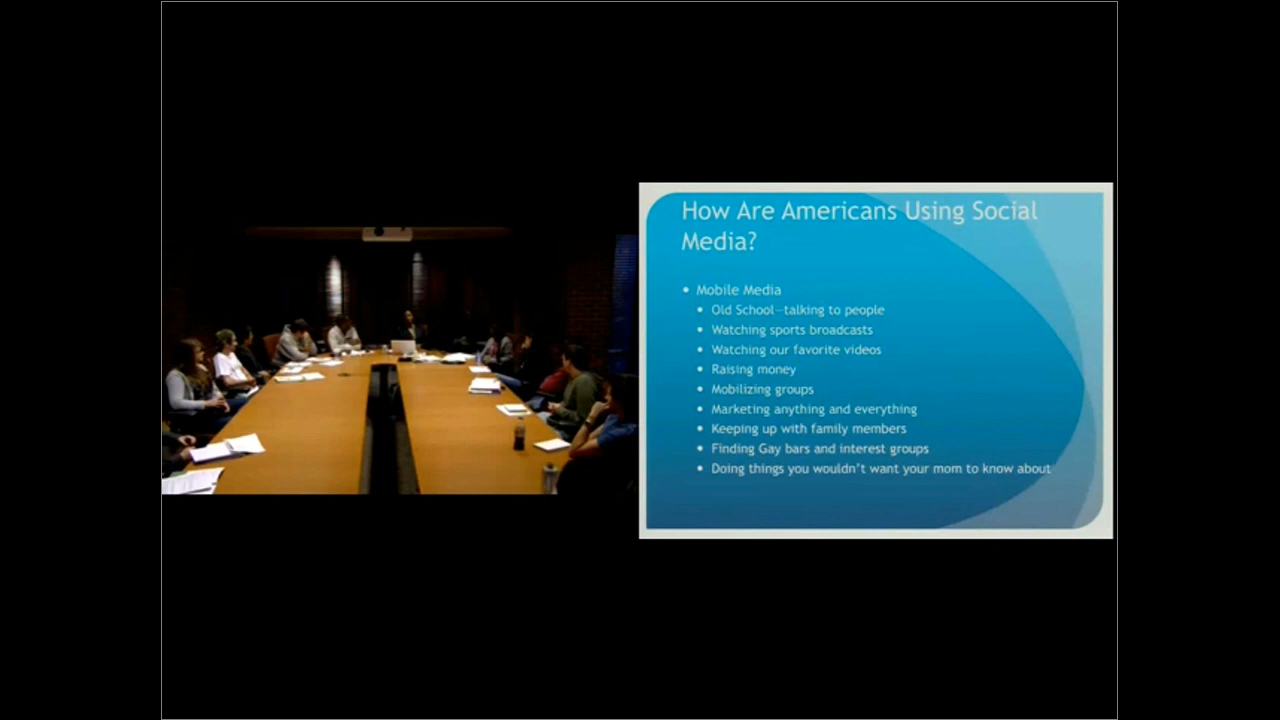 How Are Americans Using Social
Media?
• Mobile Media
• Old School—talking to people
• Watching sports broadcasts
• Watching our favorite videos
• Raising money
• Mobilizing groups
• Marketing anything and everything
• Keeping up with family members
• Finding Gay bars and interest groups
• Doing things you wouldn't want your mom to know about